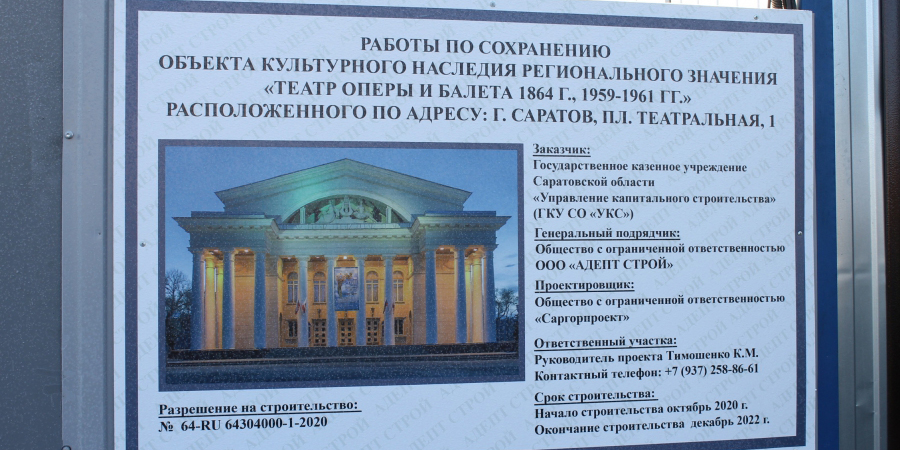 РАБОТЫ ПО СОХРАНЕНИЮ
ОБЪЕКТА КУЛЬТУРНОГО НАСЛЕДИЯ РЕГИОНАЛЬНОГО ЗНАЧЕНИЯ
«ТЕАТР ОПЕРЫ И БАЛЕТА 1864 Г., 1959-1961 ГГ.»
РАСПОЛОЖЕННОГО ПО АДРЕСУ: Г. САРАТОВ, ПЛ. ТЕАТРАЛЬНАЯ, 1
Заказчик:
Государственное казенное учреждение
Саратовской области
«Управление капитального строительства»
(ГКУ СО «УКС»)
Генеральный подрядчик:
Общество с ограниченной ответственностью
ООО «АДЕПТ СТРОЙ»
Проектировщик:
Общество с ограниченной ответственностью
«Саргорпроект»
Ответственный участка:
Руководитель проекта Тимошенко К.М.
Контактный телефон: +7 (937) 258-86-61
Срок строительства:
Начало строительства октябрь 2020 г.
Окончание строительства декабрь 2022 г.
Разрешение на строительство:
№ 64-RU 64304000-1-2020